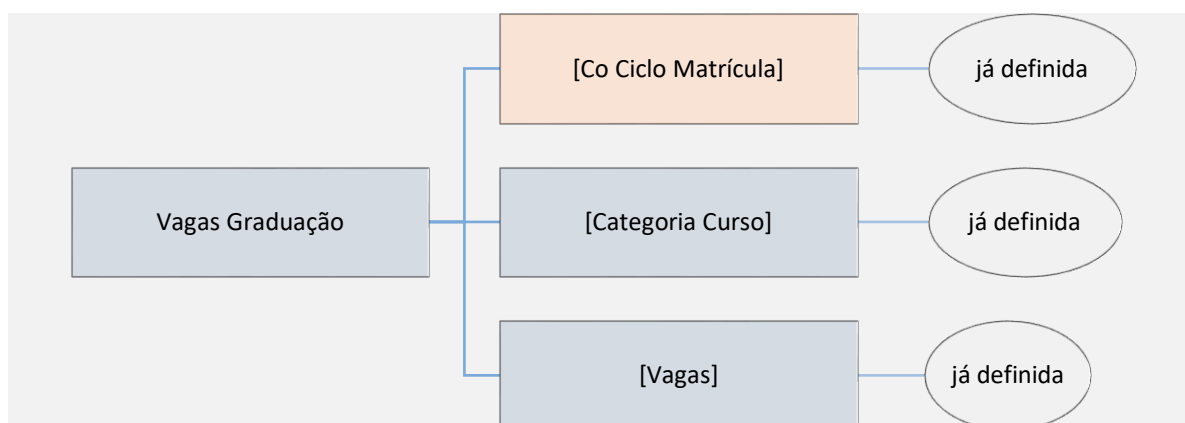 [Co Ciclo Matrícula]
já definida
Vagas Graduação
[Categoria Curso]
já definida
[Vagas]
já definida